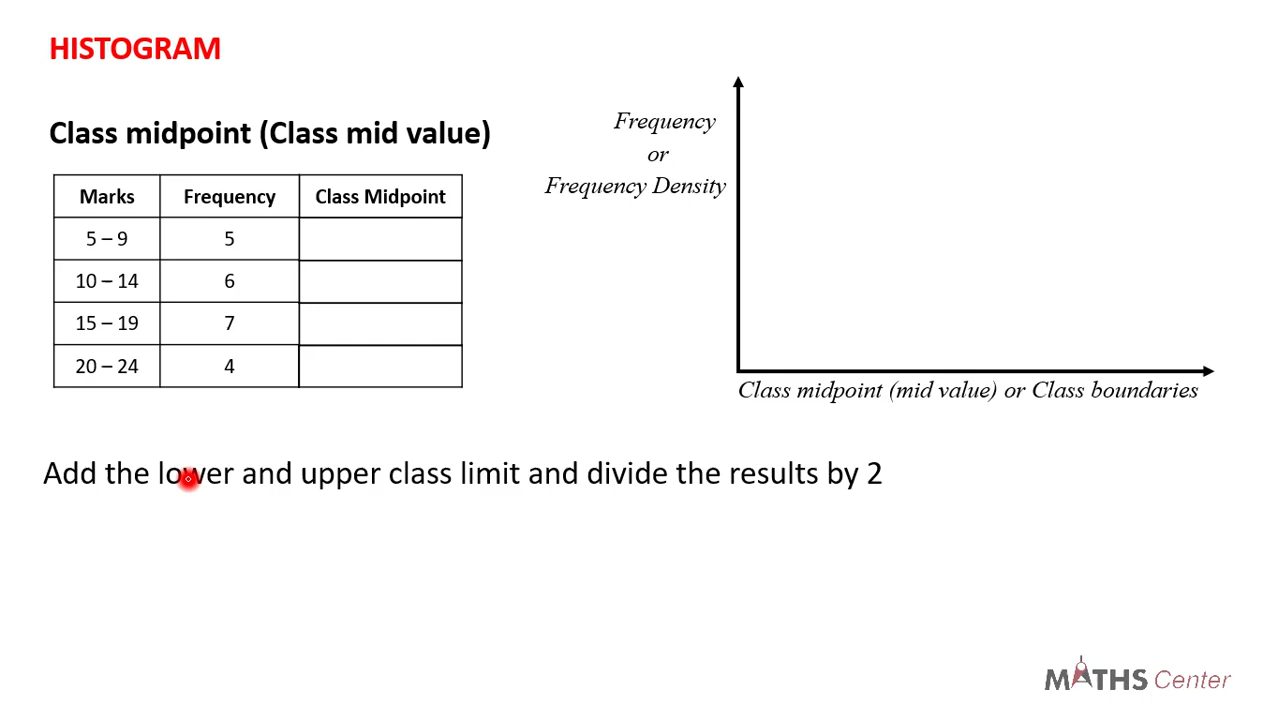 HISTOGRAM
Class midpoint (Class mid value)
Marks Frequency Class Midpoint
5 – 9 5
10 – 14 6
15 – 19 7
20 – 24 4
Frequency
or
Frequency Density
Class midpoint (mid value) or Class boundaries
Add the lower and upper class limit and divide the results by 2
MATHS Center